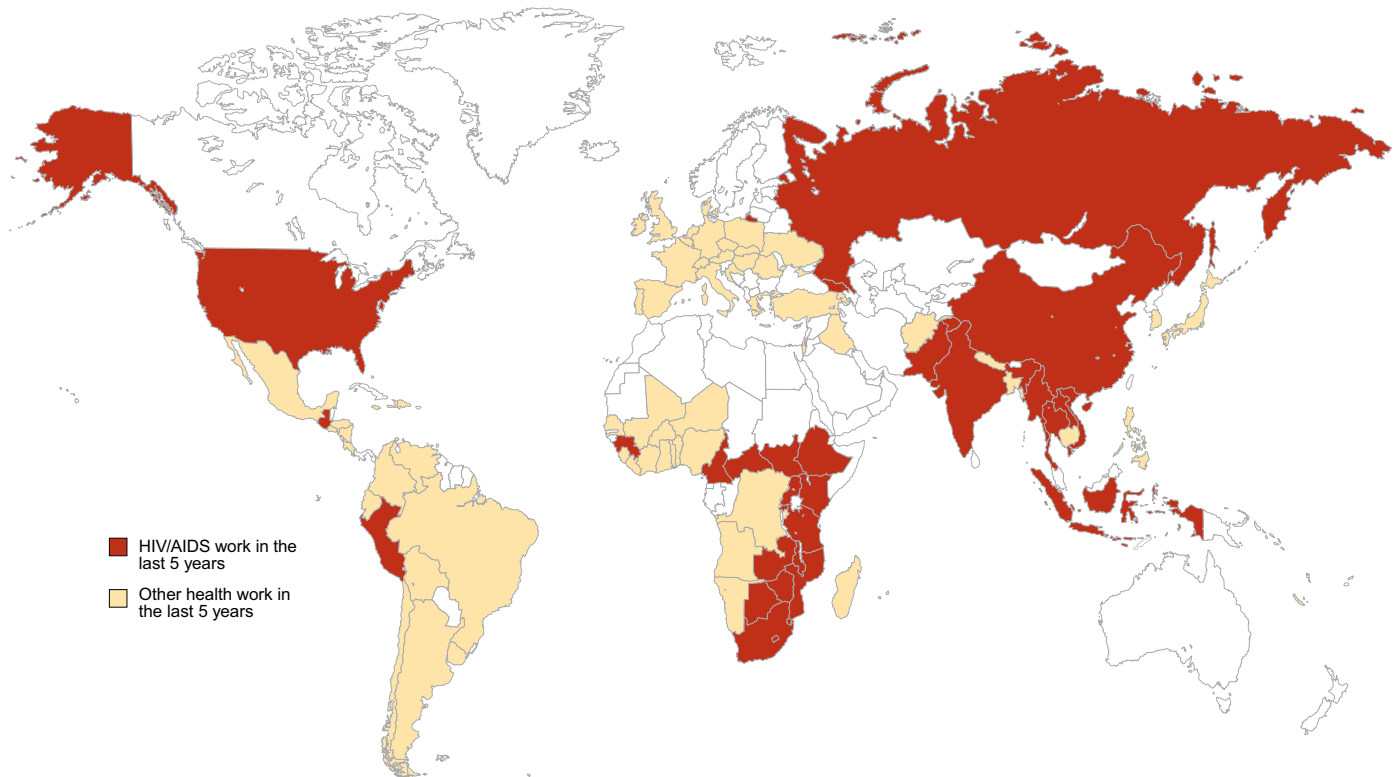 HIV/AIDS work in the
last 5 years
Other health work in
the last 5 years